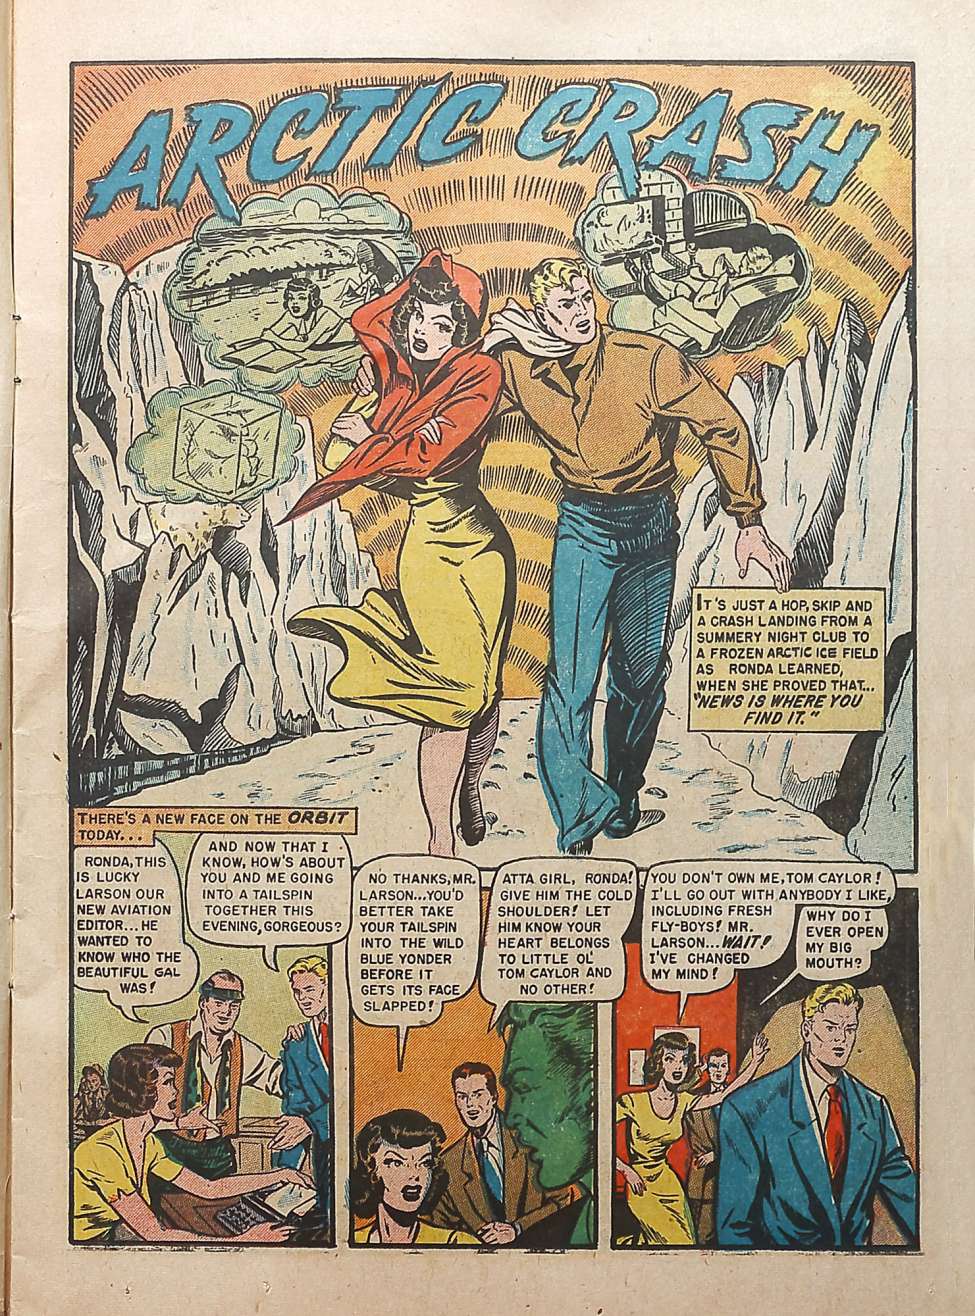 ARCTIC CRASH
IT'S JUST A HOP, SKIP AND
A CRASH LANDING FROM A
SUMMERY NIGHT CLUB TO
A FROZEN ARCTIC ICE FIELD
AS RONDA LEARNED,
WHEN SHE PROVED THAT...
"NEWS IS WHERE YOU
FIND IT."
THERE'S A NEW FACE ON THE ORBIT
TODAY...
RONDA, THIS
IS LUCKY
LARSON OUR
NEW AVIATION
EDITOR... HE
WANTED TO
KNOW WHO THE
BEAUTIFUL GAL
WAS!
AND NOW THAT I
KNOW, HOW'S ABOUT
YOU AND ME GOING
INTO A TAILSPIN
TOGETHER THIS
EVENING, GORGEOUS?
NO THANKS, MR.
LARSON...YOU'D
BETTER TAKE
YOUR TAILSPIN
INTO THE WILD
BLUE YONDER
BEFORE IT
GETS ITS FACE
SLAPPED!
ATTA GIRL, RONDA!
GIVE HIM THE COLD
SHOULDER! LET
HIM KNOW YOUR
HEART BELONGS
TO LITTLE OL'
TOM CAYLOR AND
NO OTHER!
YOU DON'T OWN ME, TOM CAYLOR!
I'LL GO OUT WITH ANYBODY I LIKE,
INCLUDING FRESH
FLY-BOYS! MR.
LARSON...WAIT!
I'VE CHANGED
MY MIND!
WHY DO I
EVER OPEN
MY BIG
MOUTH?